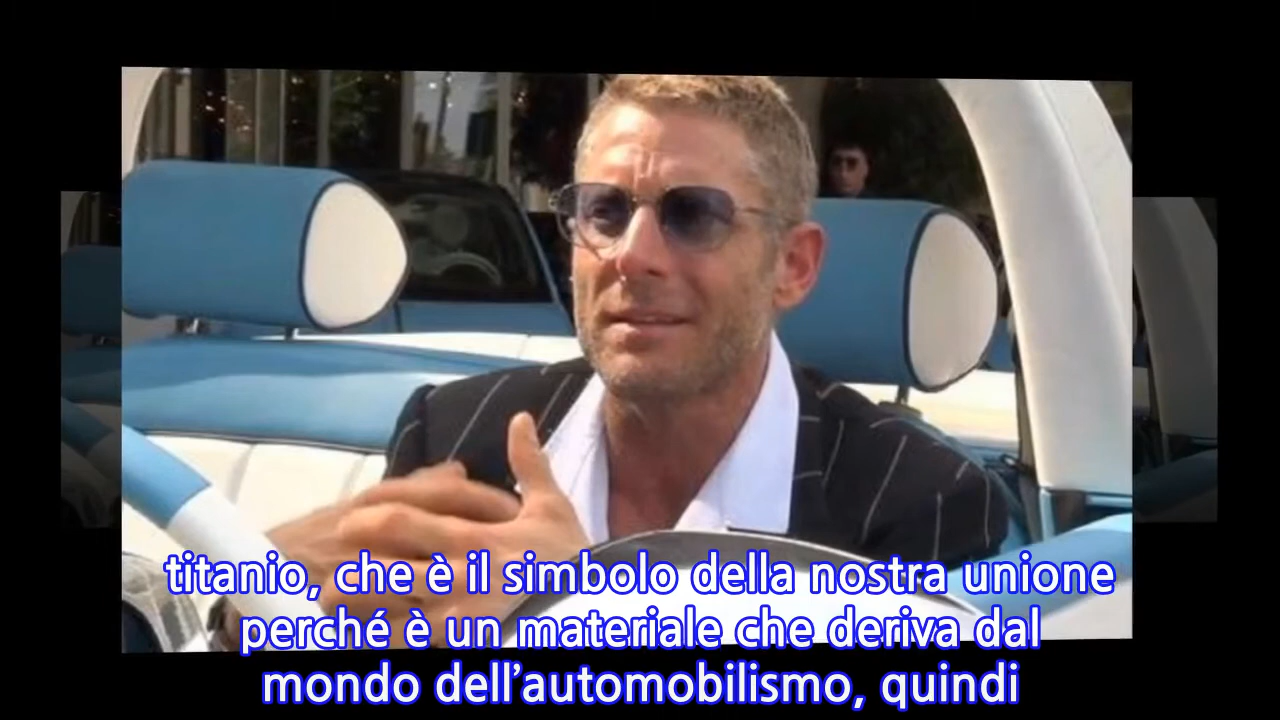 titanio, che è il simbolo della nostra unione
perché è un materiale che deriva dal
mondo dell’automobilismo, quindi